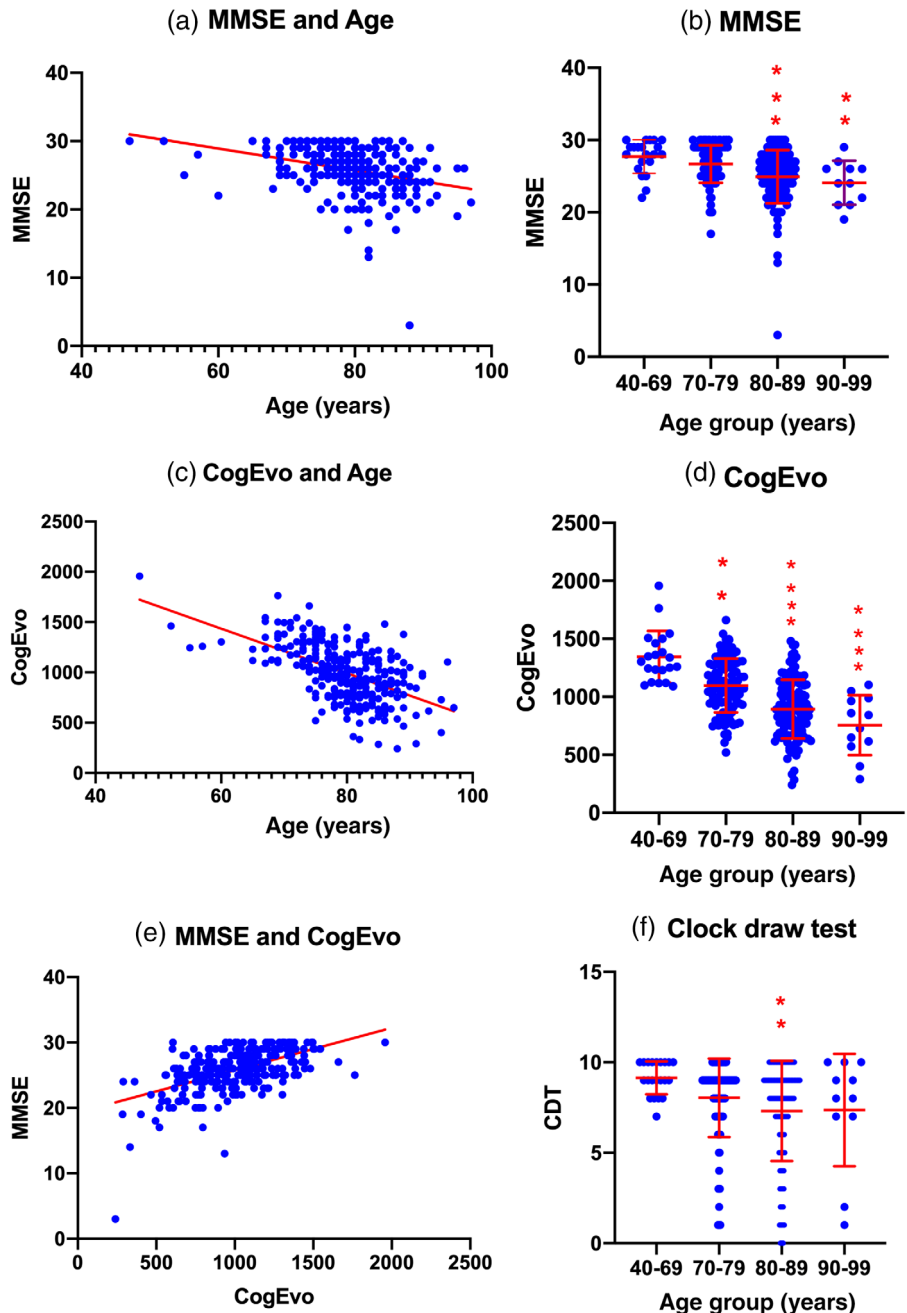 (a) MMSE and Age
40
30
20
10
0
MMSE
40 60 80 100
Age (years)
(b) MMSE
40
30
20
10
0
MMSE
* * *
* *
40-69 70-79 80-89 90-99
Age group (years)
(c) CogEvo and Age
2500
2000
1500
1000
500
0
CogEvo
40 60 80 100
Age (years)
(d) CogEvo
2500
2000
1500
1000
500
0
CogEvo
* *
* * * *
* * * *
40-69 70-79 80-89 90-99
Age group (years)
(e) MMSE and CogEvo
40
30
20
10
0
MMSE
0 500 1000 1500 2000 2500
CogEvo
(f) Clock draw test
15
10
5
0
CDT
* *
40-69 70-79 80-89 90-99
Age group (years)